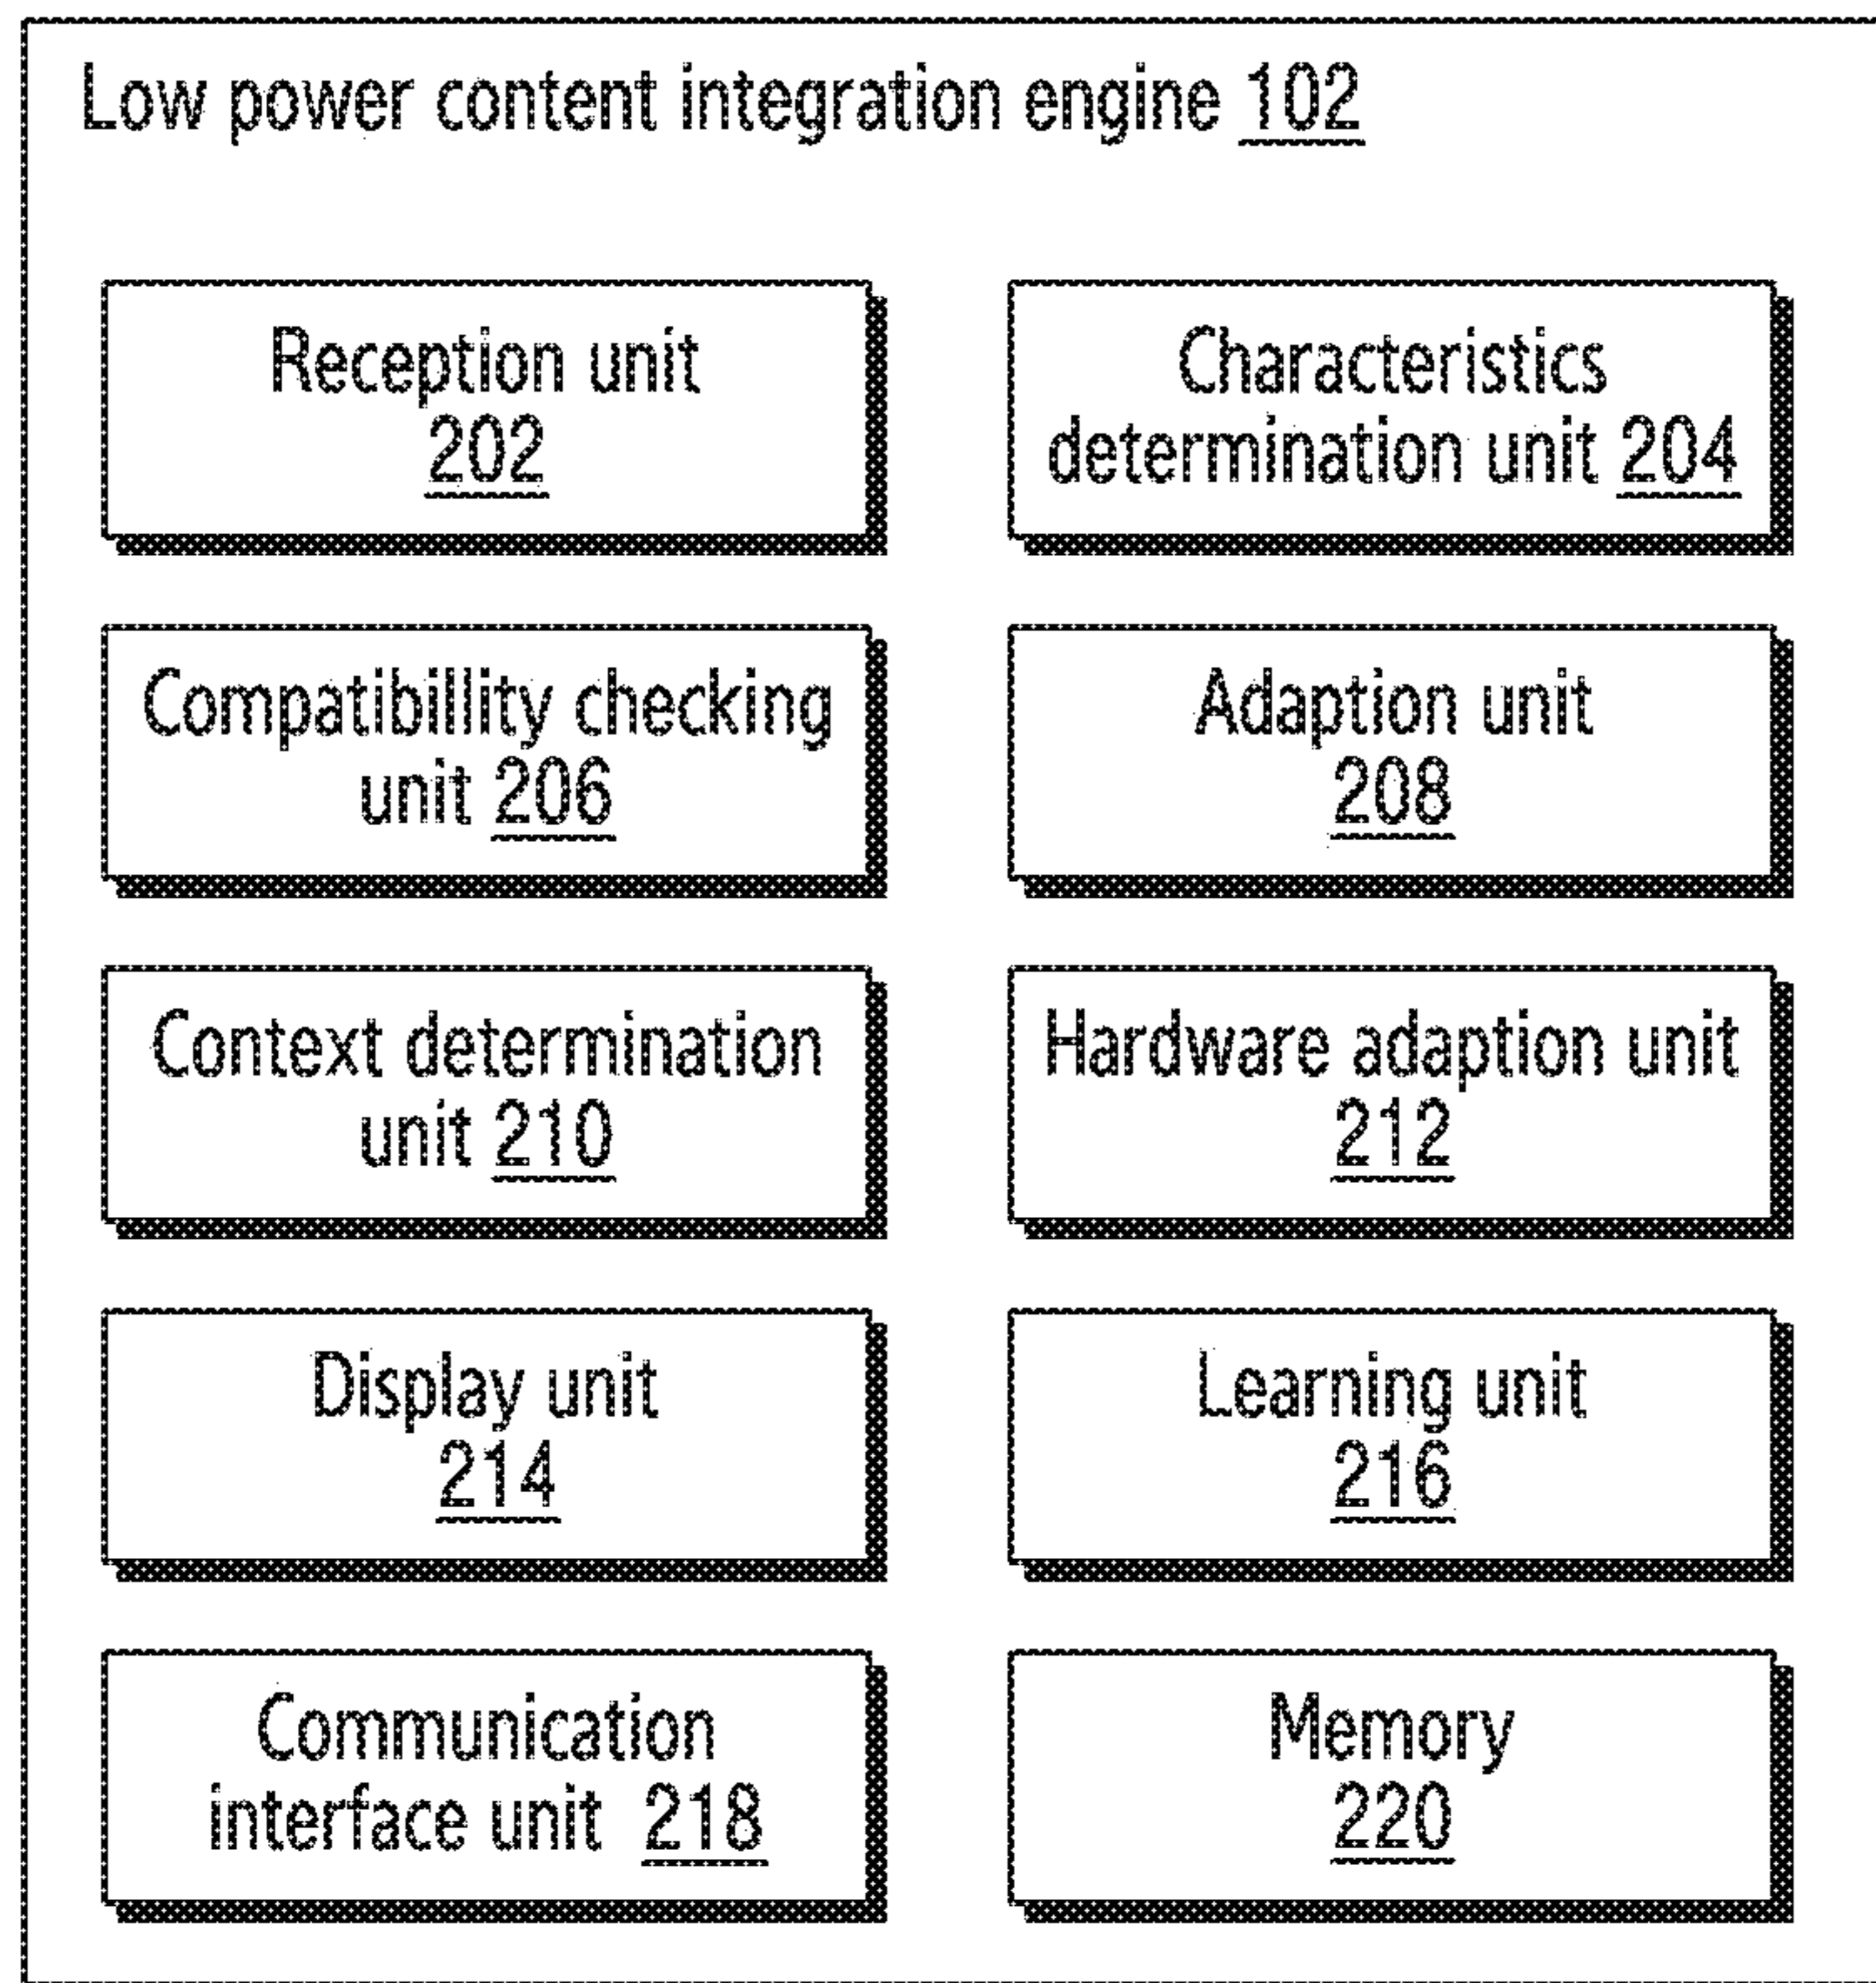 Low power content integration engine 102
Reception unit
202
Characteristics
determination unit 204
Compatibillity checking
unit 206
Adaption unit
208
Context determination
unit 210
Hardware adaption unit
212
Display unit
214
Learning unit
216
Communication
interface unit 218
Memory
220